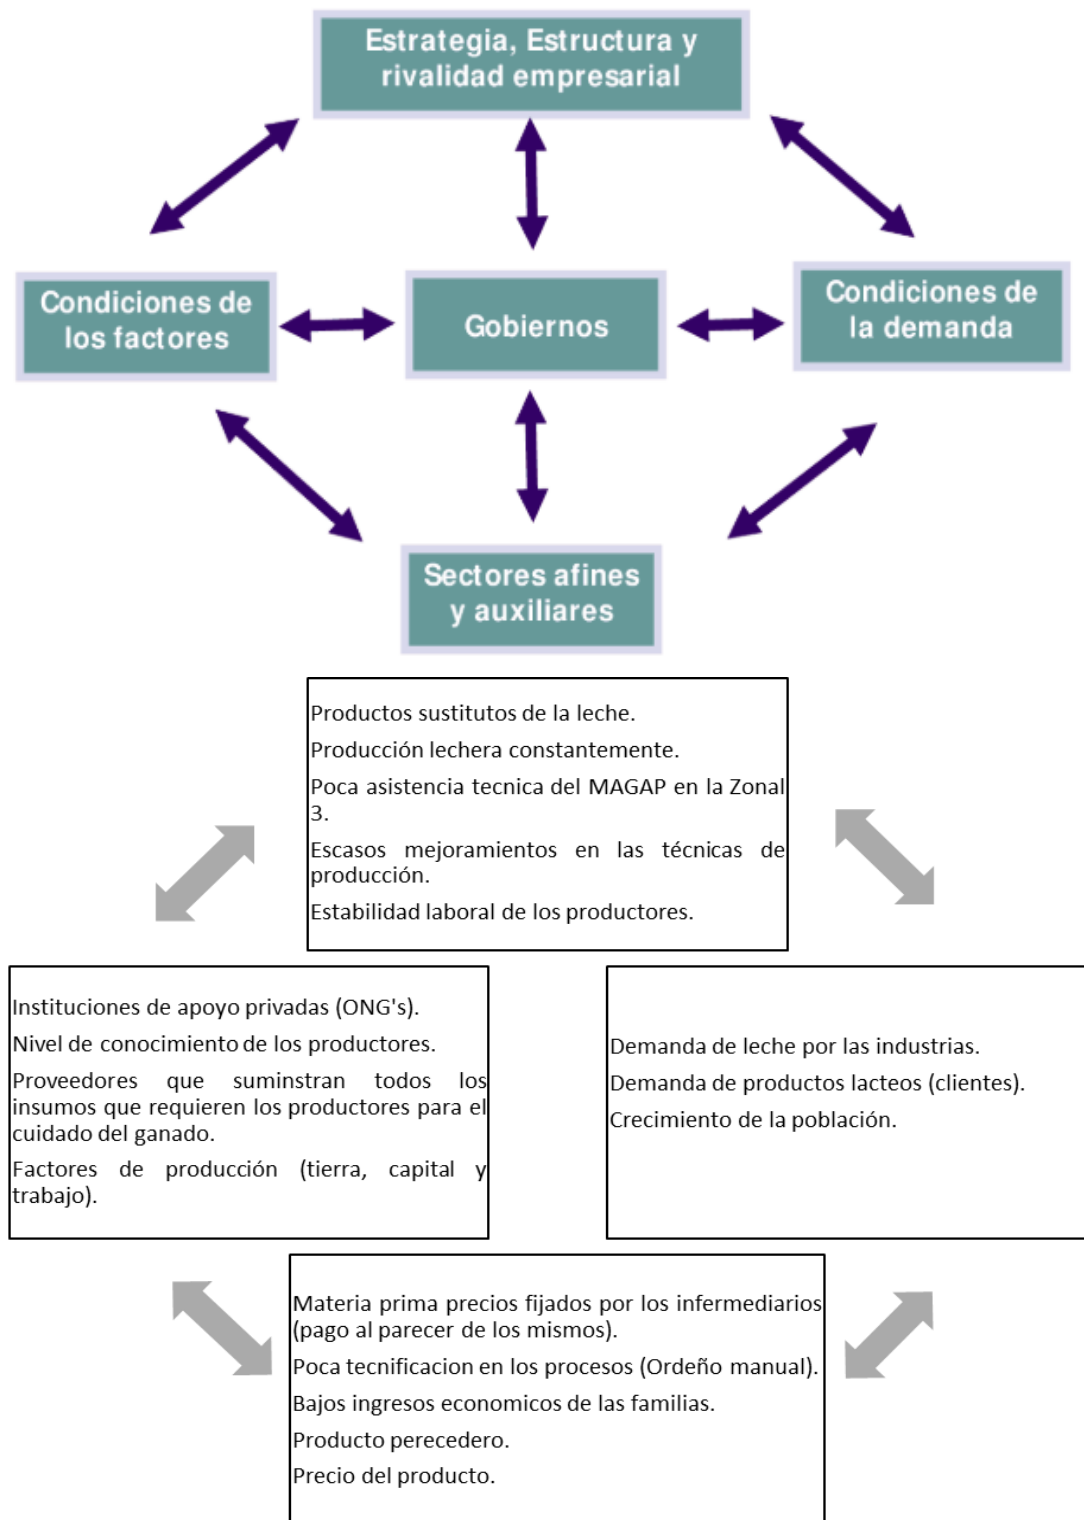 Estrategia, Estructura y
rivalidad empresarial
Condiciones de
los factores
Gobiernos
Condiciones de
la demanda
Sectores afines
y auxiliares
Productos sustitutos de la leche.
Producción lechera constantemente.
Poca asistencia tecnica del MAGAP en la Zonal
3.
Escasos mejoramientos en las técnicas de
producción.
Estabilidad laboral de los productores.
Instituciones de apoyo privadas (ONG's).
Nivel de conocimiento de los productores.
Proveedores que suminstran todos los
insumos que requieren los productores para el
cuidado del ganado.
Factores de producción (tierra, capital y
trabajo).
Demanda de leche por las industrias.
Demanda de productos lacteos (clientes).
Crecimiento de la población.
Materia prima precios fijados por los infermediarios
(pago al parecer de los mismos).
Poca tecnificacion en los procesos (Ordeño manual).
Bajos ingresos economicos de las familias.
Producto perecedero.
Precio del producto.